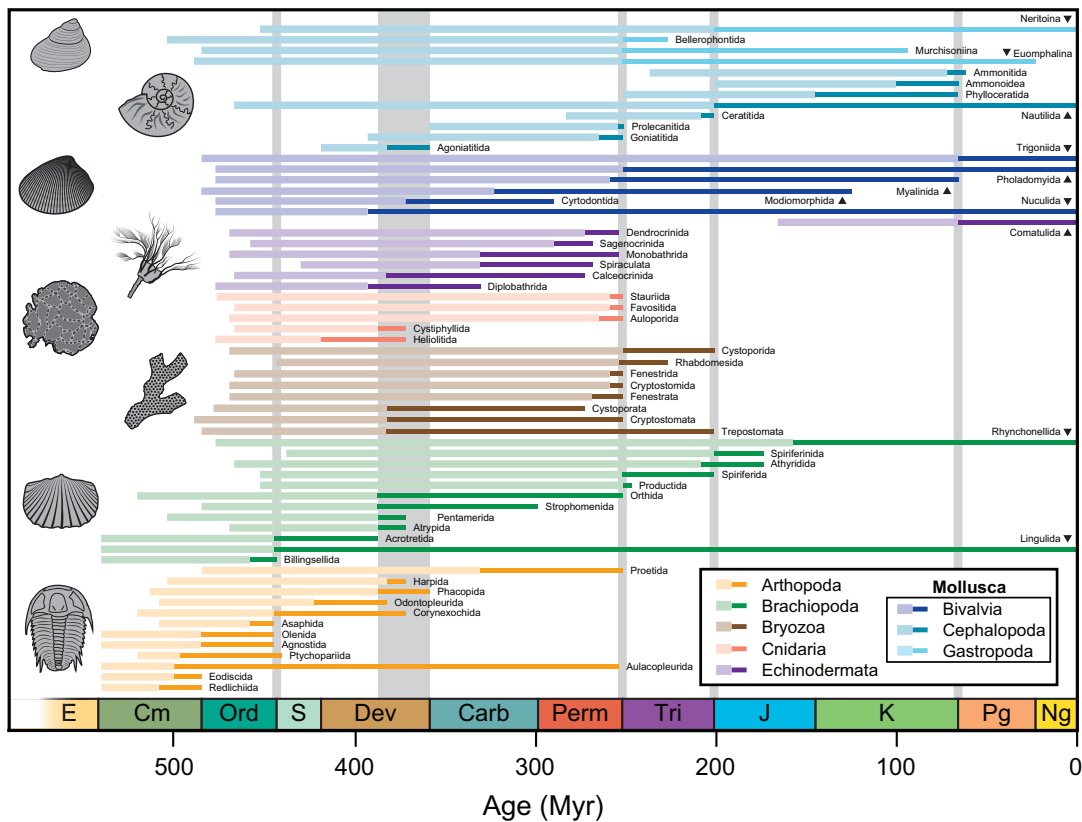 Neritoina ▼
Bellerophontida
Murchisoniina
▼ Euomphalina
Ammonitida
Ammonoidea
Phylloceratida
Nautilida ▲
Ceratitida
Prolecanitida
Goniatitida
Agoniatitida
Trigoniida ▼
Pholadomyida ▲
Myalinida ▲
Modiomorphida ▲
Cyrtodontida
Nuculida ▼
Comatulida ▲
Dendrocrinida
Sagenocrinida
Monobathrida
Spiraculata
Calceocrinida
Diplobathrida
Stauriida
Favositida
Auloporida
Cystiphyllida
Heliolitida
Cystoporida
Rhabdomesida
Fenestrida
Cryptostomida
Fenestrata
Cystoporata
Cryptostomata
Trepostomata
Rhynchonellida ▼
Spiriferinida
Athyridida
Spiriferida
Productida
Orthida
Strophomenida
Pentamerida
Atrypida
Acrotretida
Lingulida ▼
Billingsellida
Proetida
Harpida
Phacopida
Odontopleurida
Corynexochida
Asaphida
Olenida
Agnostida
Ptychopariida
Aulacopleurida
Eodiscida
Redlichiida
Arthopoda
Brachiopoda
Bryozoa
Cnidaria
Echinodermata
Mollusca
Bivalvia
Cephalopoda
Gastropoda
E Cm Ord S Dev Carb Perm Tri J K Pg Ng
500 400 300 200 100 0
Age (Myr)